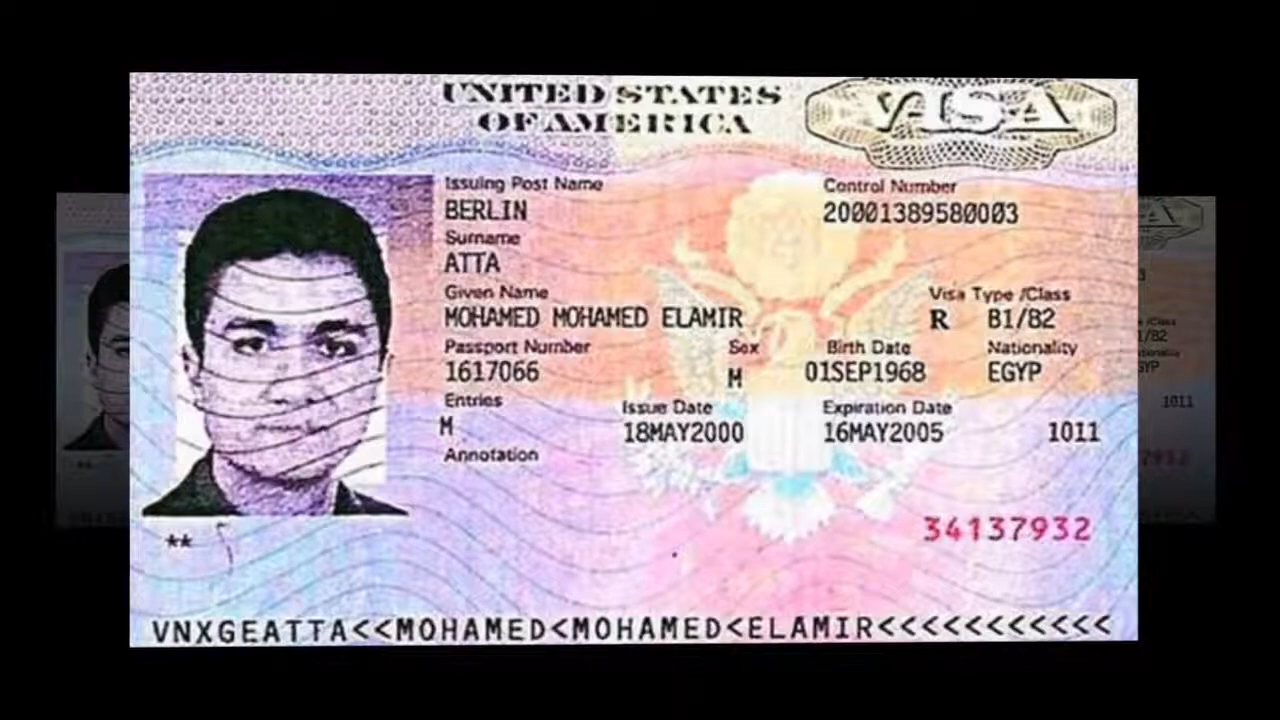 UNITED STATES
OF AMERICA
VISA
Issuing Post Name
BERLIN
Control Number
20001389580003
Surname
ATTA
Given Name
MOHAMED MOHAMED ELAMIR
Visa Type /Class
R B1/B2
Passport Number
1617066
Sex
M
Birth Date
01SEP1968
Nationality
EGYP
Entries
M
Issue Date
18MAY2000
Expiration Date
16MAY2005
1011
Annotation
34137932
**
VNXGEATTA<<MOHAMED<MOHAMED<ELAMIR<<<<<<<<<<<